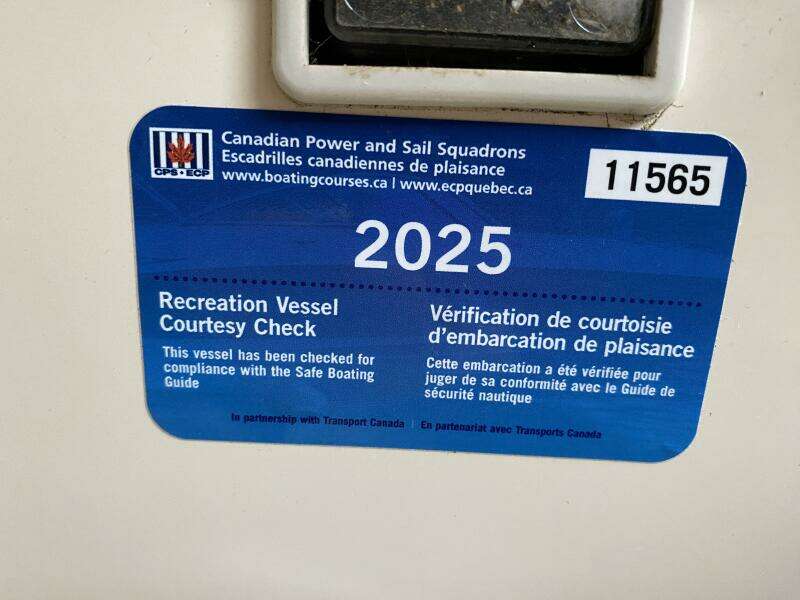 CPS • ECP
Canadian Power and Sail Squadrons
Escadrilles canadiennes de plaisance
www.boatingcourses.ca | www.ecpquebec.ca
11565
2025
Recreation Vessel
Courtesy Check
This vessel has been checked for
compliance with the Safe Boating
Guide
Vérification de courtoisie
d'embarcation de plaisance
Cette embarcation a été vérifiée pour
juger de sa conformité avec le Guide de
sécurité nautique
In partnership with Transport Canada | En partenariat avec Transports Canada